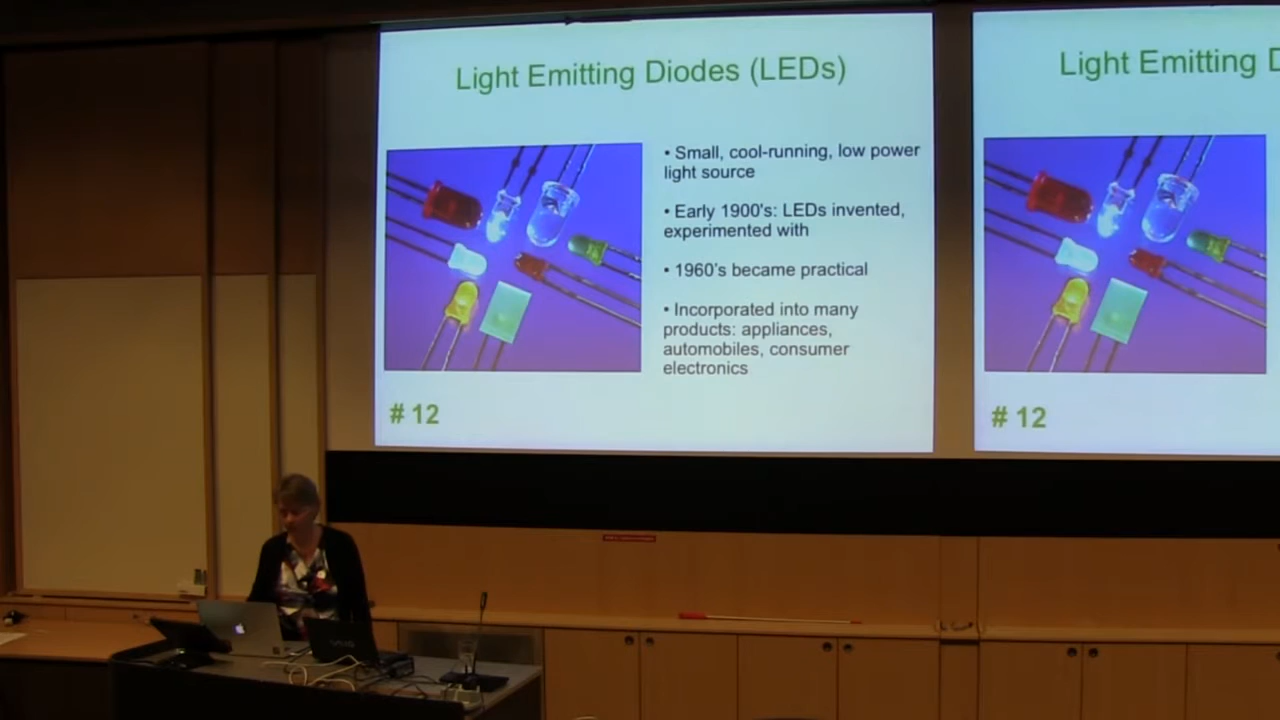 Light Emitting Diodes (LEDs)
• Small, cool-running, low power
light source
• Early 1900's: LEDs invented,
experimented with
• 1960's became practical
• Incorporated into many
products: appliances,
automobiles, consumer
electronics
# 12
Light Emitting
# 12
VAIO